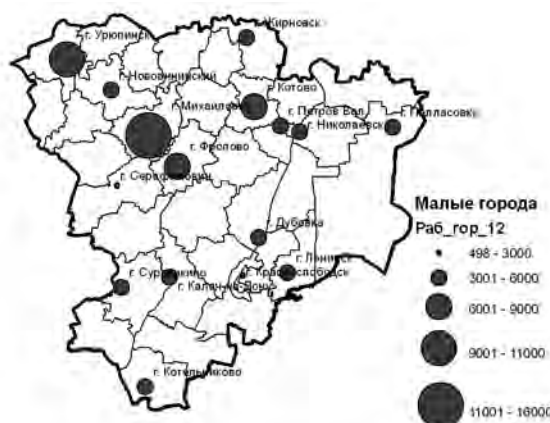 г. Жирновск
г. Урюпинск
г. Новоаннинский
г. Котово
г. Михайловка
г. Петров Вал
г. Палласовка
г. Николаевск
г. Фролово
г. Серафимович
г. Дубовка
г. Ленинск
г. Суровикино
г. Краснослободск
г. Калач-на-Дону
г. Котельниково
Малые города
Раб_гор_12
498 - 3000
3001 - 6000
6001 - 9000
9001 - 11000
11001 - 16000